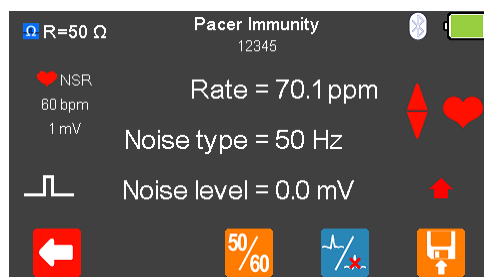 Ω R=50 Ω
Pacer Immunity
12345
NSR
60 bpm
1 mV
Rate = 70.1 ppm
Noise type = 50 Hz
Noise level = 0.0 mV
50/60